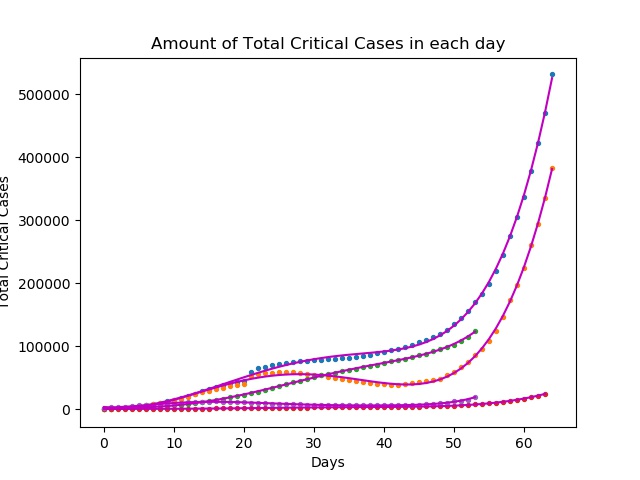 Amount of Total Critical Cases in each day
500000
400000
300000
200000
100000
0
Total Critical Cases
0 10 20 30 40 50 60
Days